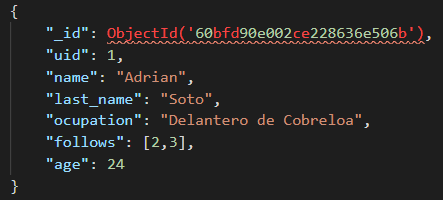 {
"_id": ObjectId('60bfd90e002ce228636e506b'),
"uid": 1,
"name": "Adrian",
"last_name": "Soto",
"ocupation": "Delantero de Cobreloa",
"follows": [2,3],
"age": 24
}